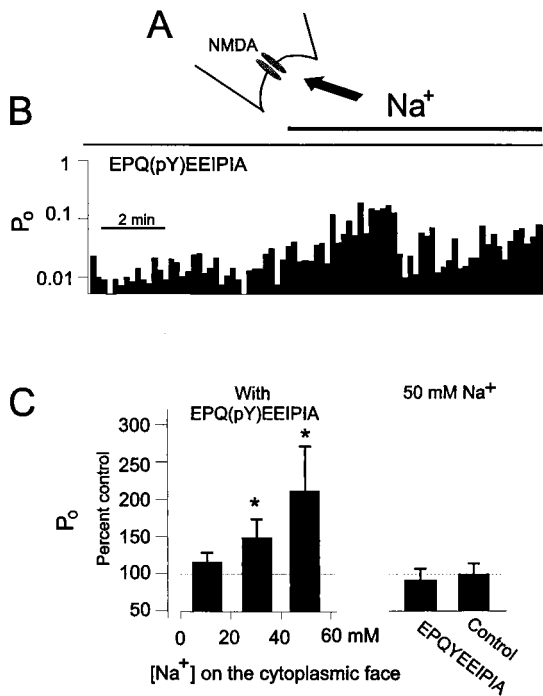 A
NMDA
Na+
B
EPQ(pY)EEIPIA
Po
1
0.1
0.01
2 min
C
With
EPQ(pY)EEIPIA
50 mM Na+
Po
Percent control
300
250
200
150
100
50
*
*
0 20 40 60 mM
[Na+] on the cytoplasmic face
EPQYEEIPIA
Control